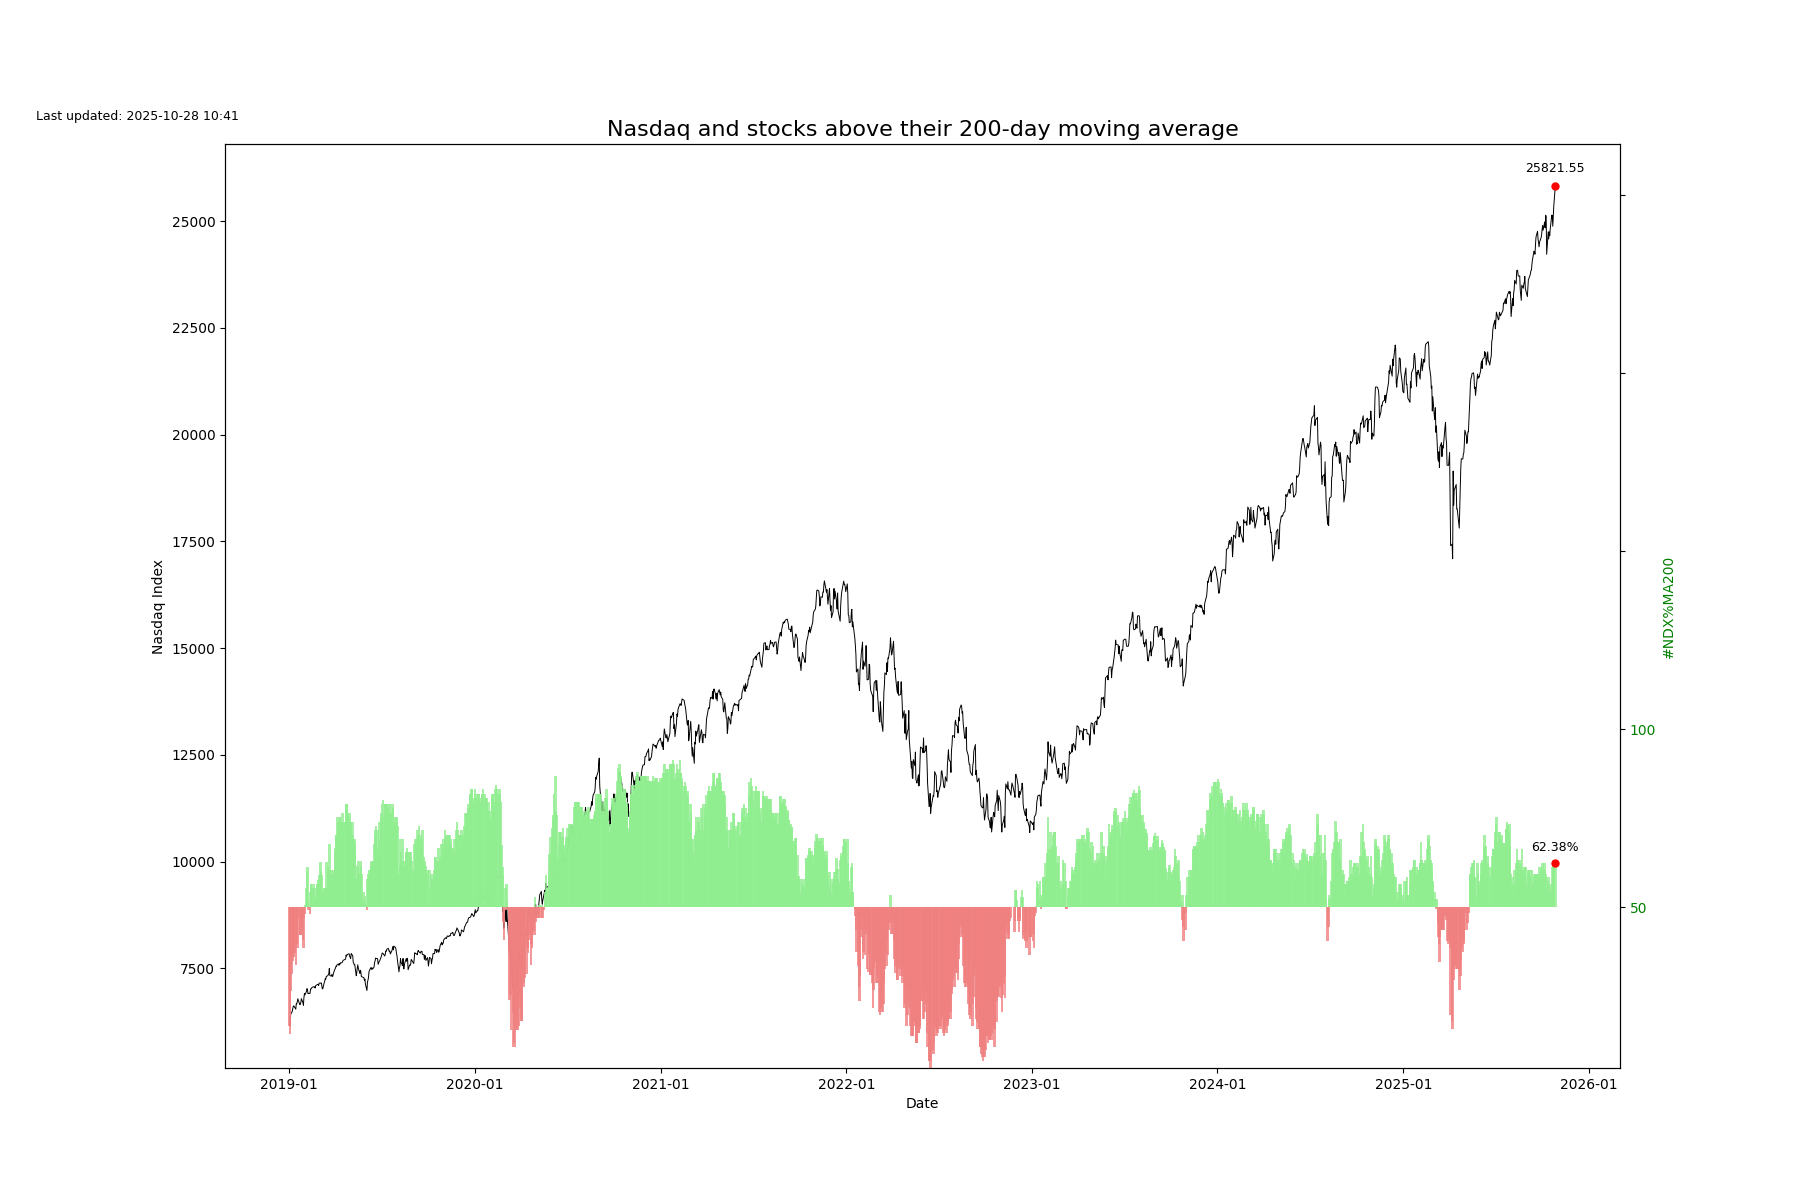 Last updated: 2025-10-28 10:41
Nasdaq and stocks above their 200-day moving average
25821.55
25000
22500
20000
17500
Nasdaq Index
#NDX%MA200
15000
100
12500
62.38%
10000
50
7500
2019-01 2020-01 2021-01 2022-01 2023-01 2024-01 2025-01 2026-01
Date